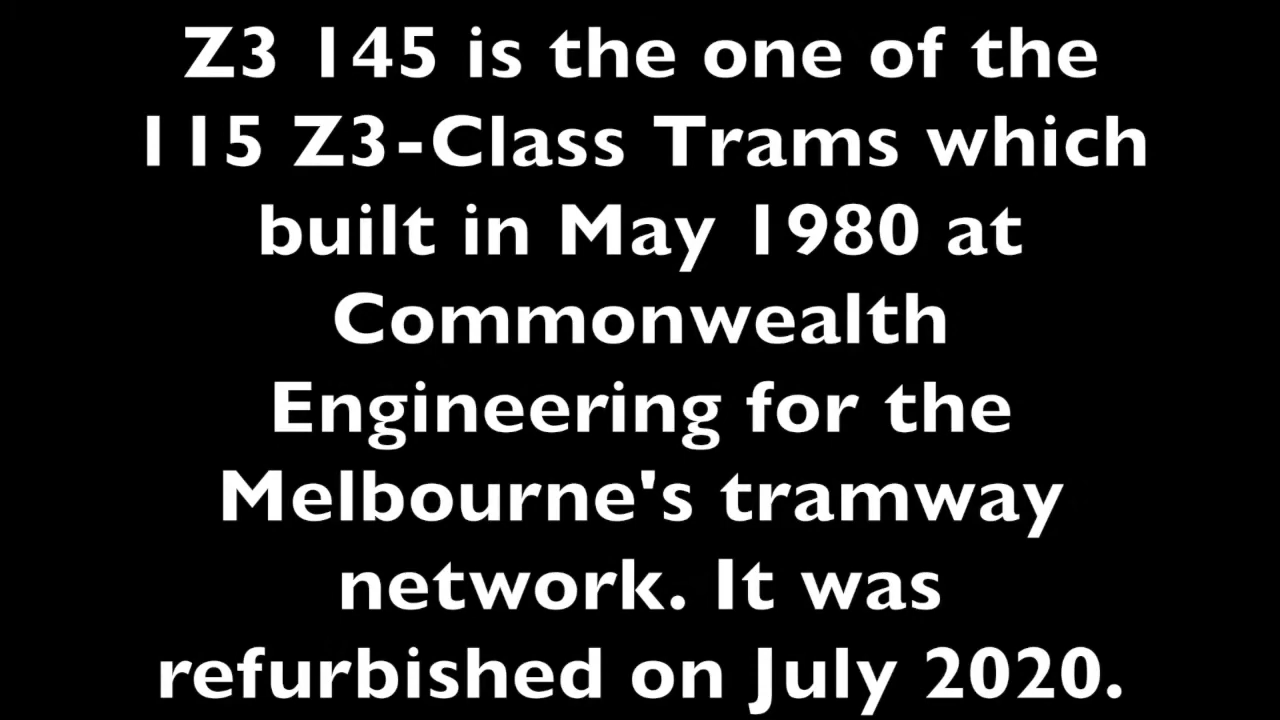 Z3 145 is the one of the
115 Z3-Class Trams which
built in May 1980 at
Commonwealth
Engineering for the
Melbourne's tramway
network. It was
refurbished on July 2020.